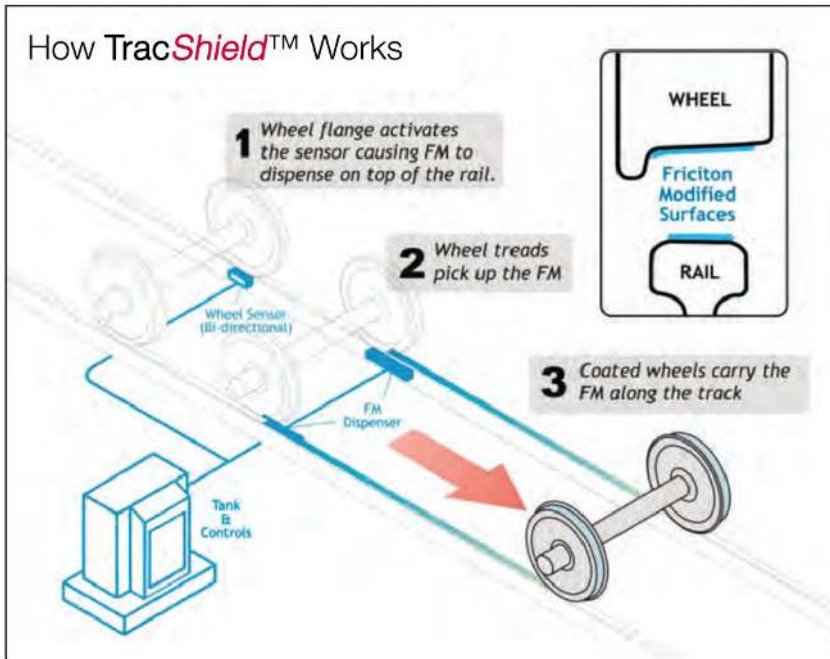 How TracShield™ Works
1 Wheel flange activates
the sensor causing FM to
dispense on top of the rail.
2 Wheel treads
pick up the FM
3 Coated wheels carry the
FM along the track
Wheel Sensor
(Bi-directional)
FM
Dispenser
Tank
&
Controls
WHEEL
Friciton
Modified
Surfaces
RAIL